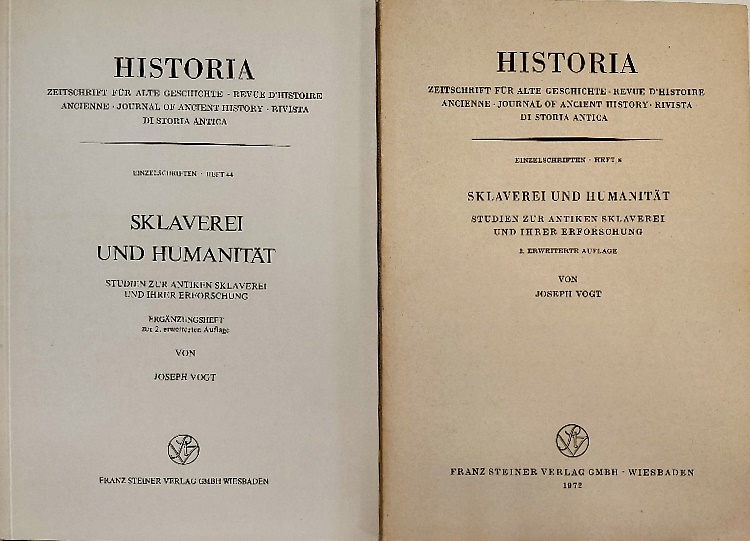 HISTORIA
ZEITSCHRIFT FÜR ALTE GESCHICHTE · REVUE D'HISTOIRE
ANCIENNE · JOURNAL OF ANCIENT HISTORY · RIVISTA
DI STORIA ANTICA
EINZELSCHRIFTEN · HEFT 44
SKLAVEREI
UND HUMANITÄT
STUDIEN ZUR ANTIKEN SKLAVEREI
UND IHRER ERFORSCHUNG
ERGÄNZUNGSHEFT
zur 2. erweiterten Auflage
VON
JOSEPH VOGT
FRANZ STEINER VERLAG GMBH WIESBADEN
HISTORIA
ZEITSCHRIFT FÜR ALTE GESCHICHTE · REVUE D'HISTOIRE
ANCIENNE · JOURNAL OF ANCIENT HISTORY · RIVISTA
DI STORIA ANTICA
EINZELSCHRIFTEN · HEFT 8
SKLAVEREI UND HUMANITÄT
STUDIEN ZUR ANTIKEN SKLAVEREI
UND IHRER ERFORSCHUNG
2. ERWEITERTE AUFLAGE
VON
JOSEPH VOGT
FRANZ STEINER VERLAG GMBH · WIESBADEN
1972